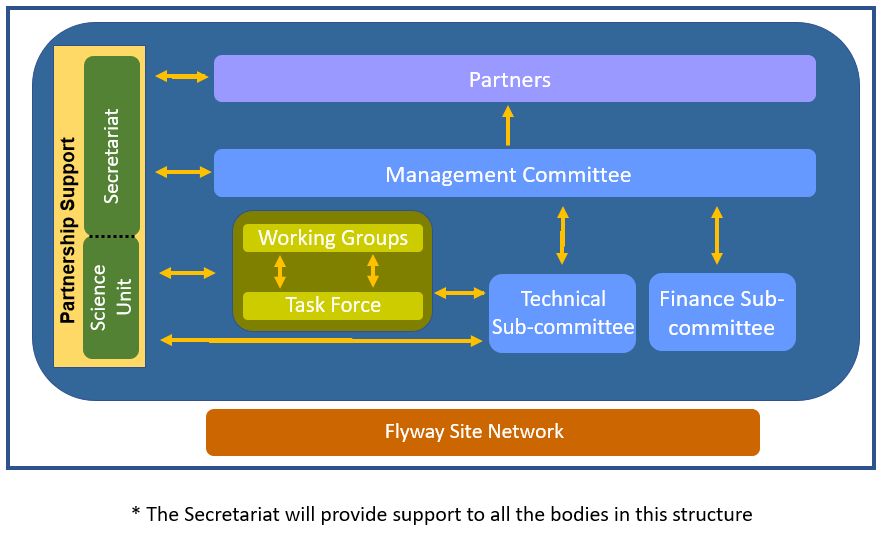 Partnership Support
Secretariat
Science
Unit
Partners
Management Committee
Working Groups
Task Force
Technical
Sub-committee
Finance Sub-
committee
Flyway Site Network
* The Secretariat will provide support to all the bodies in this structure